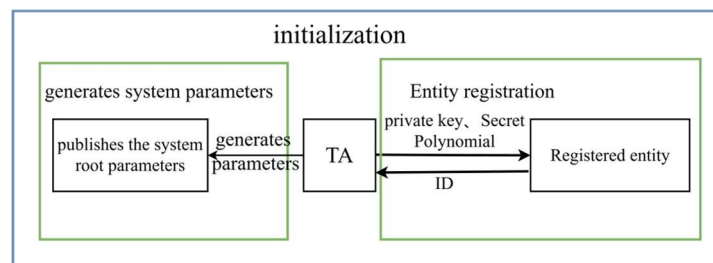 initialization
generates system parameters
Entity registration
publishes the system
root parameters
generates
parameters
TA
private key、Secret
Polynomial
ID
Registered entity